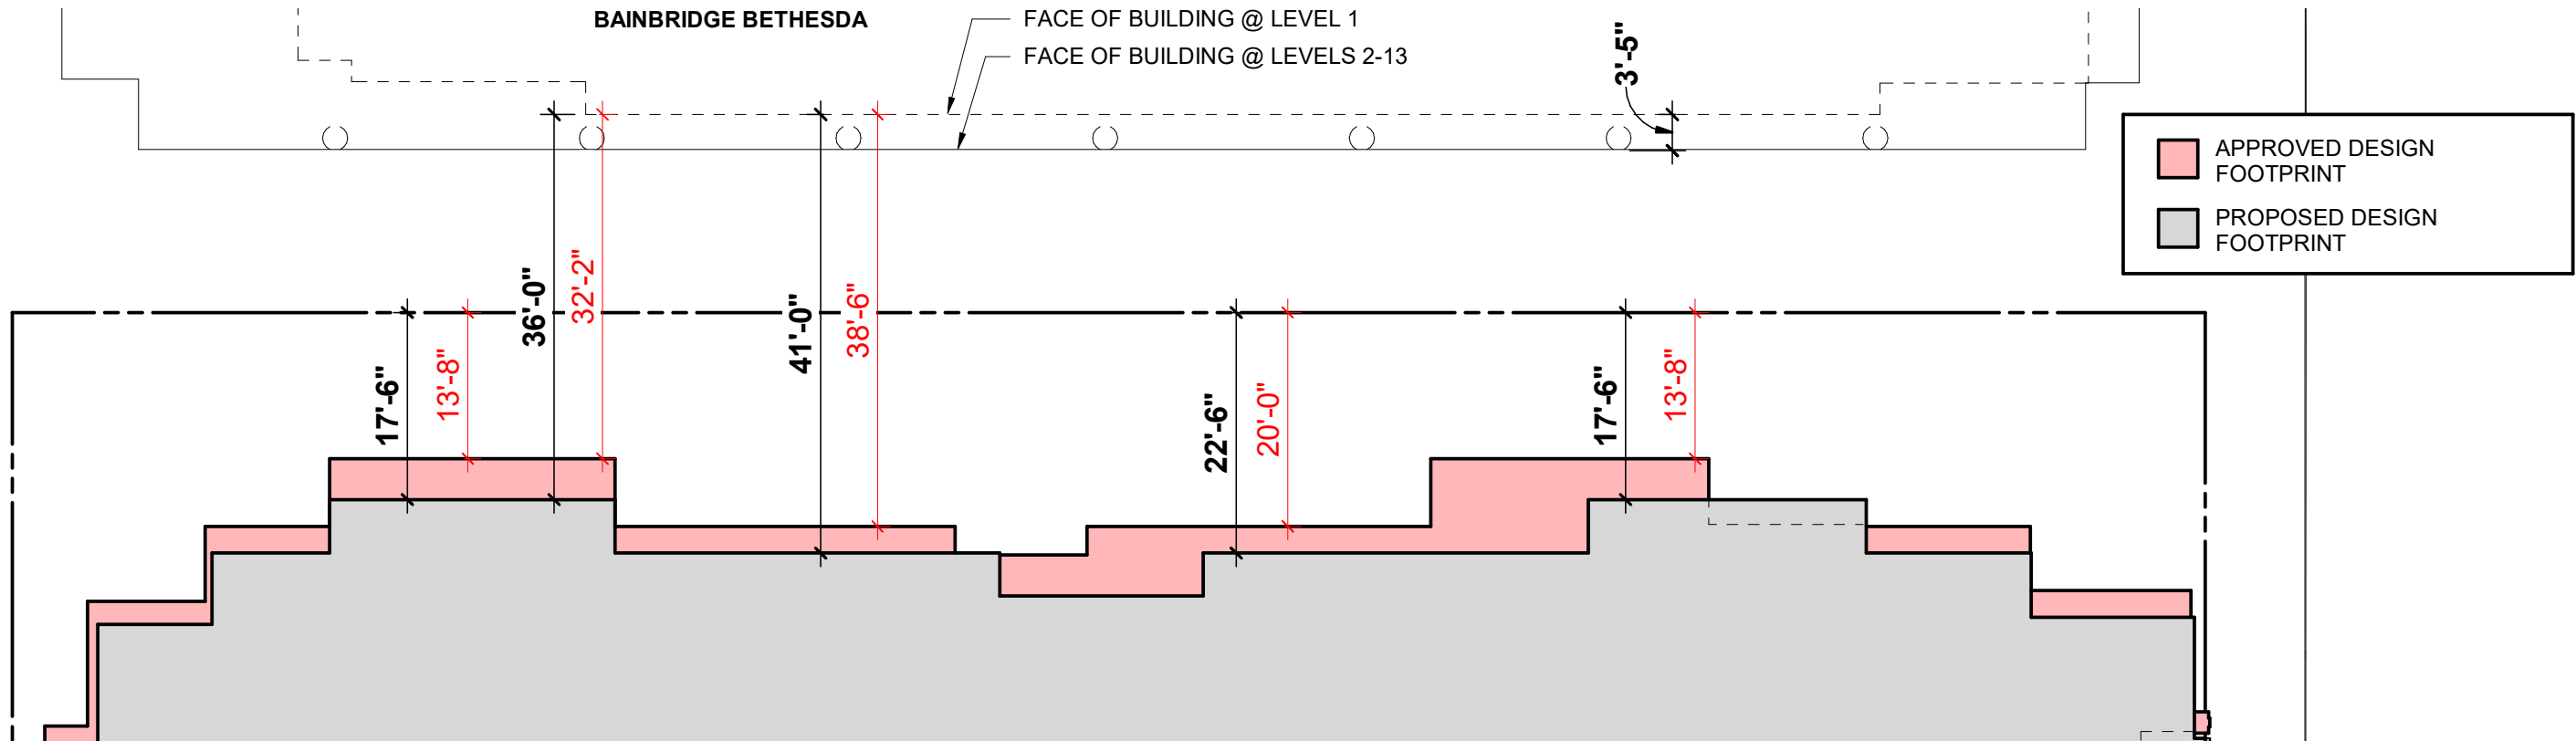 BAINBRIDGE BETHESDA
FACE OF BUILDING @ LEVEL 1
FACE OF BUILDING @ LEVELS 2-13
3'-5"
APPROVED DESIGN
FOOTPRINT
PROPOSED DESIGN
FOOTPRINT
17'-6"
13'-8"
36'-0"
32'-2"
41'-0"
38'-6"
22'-6"
20'-0"
17'-6"
13'-8"